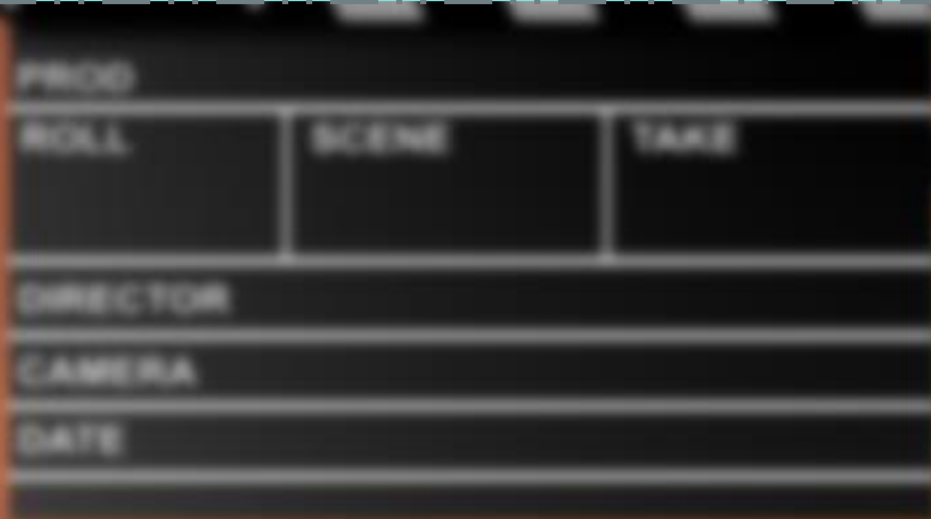 PROD
ROLL SCENE TAKE
DIRECTOR
CAMERA
DATE